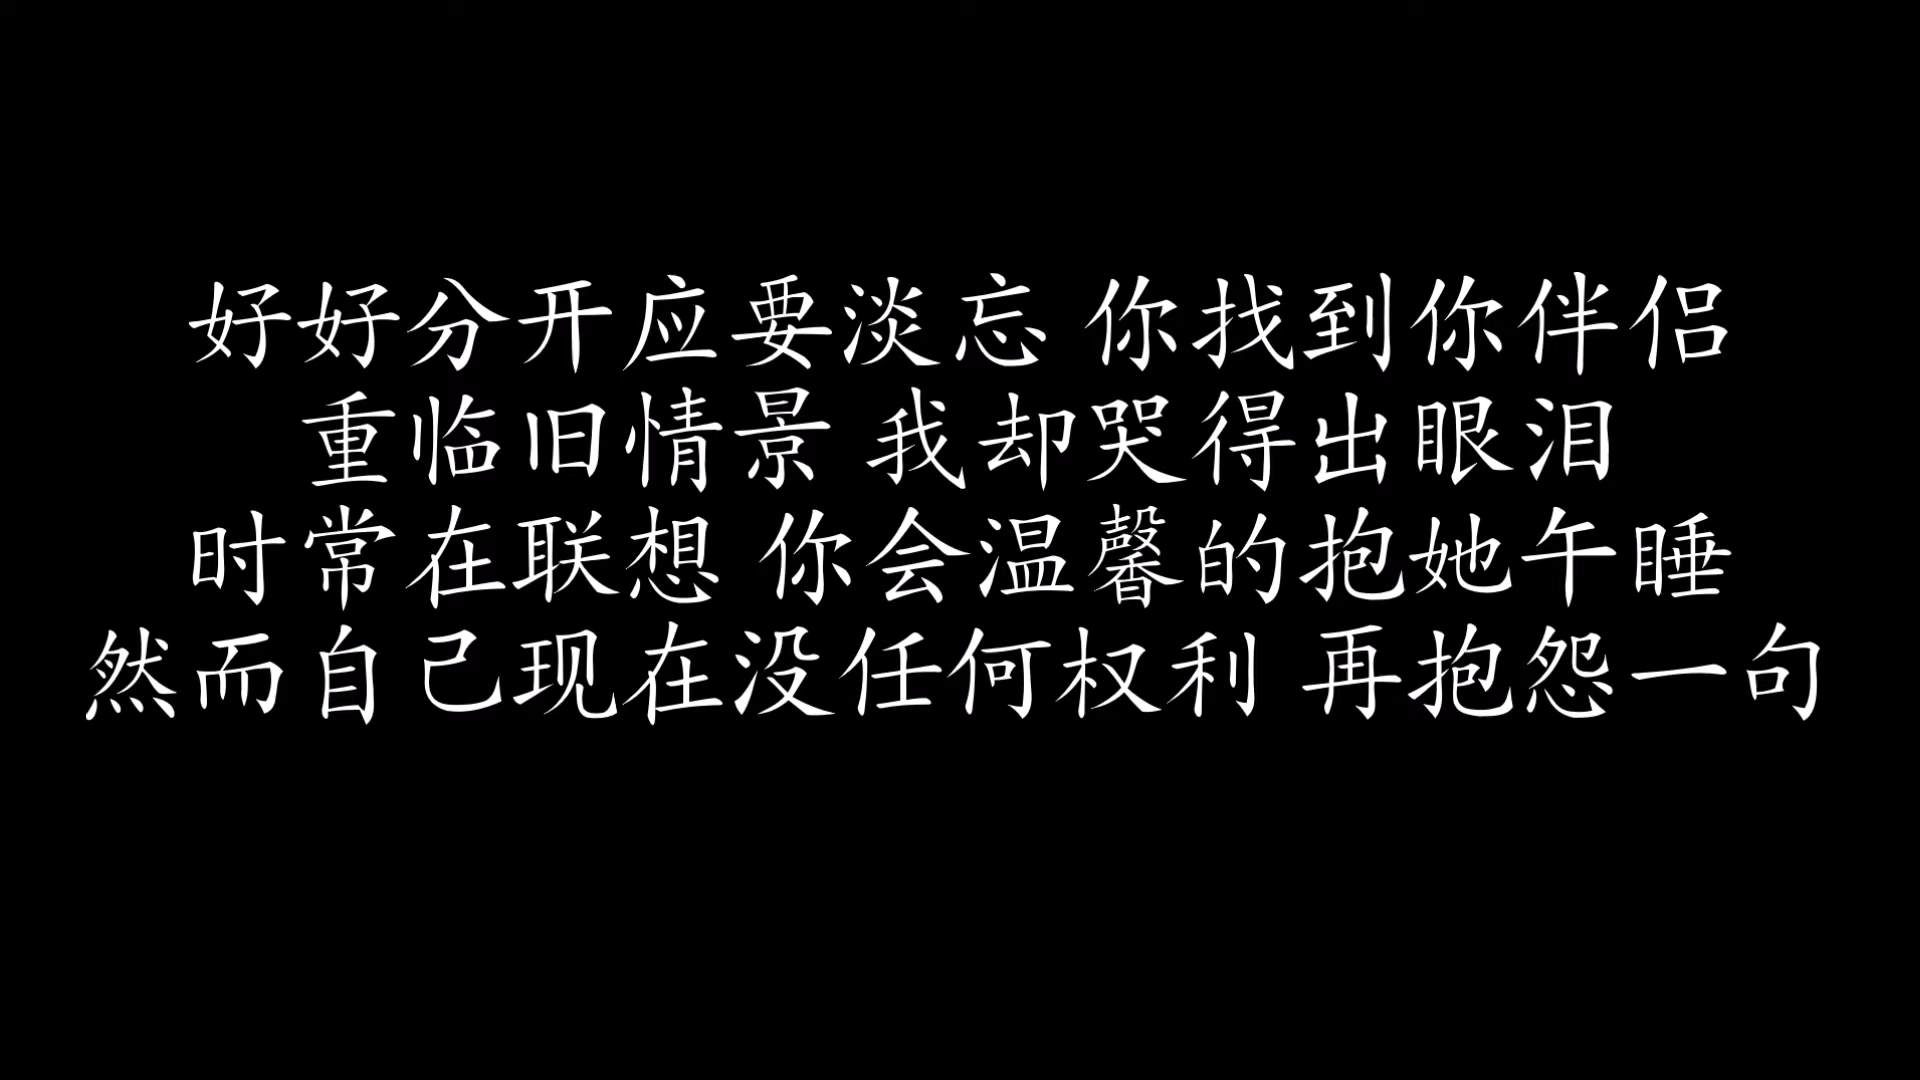 好好分开应要淡忘 你找到你伴侣
重临旧情景 我却哭得出眼泪
时常在联想 你会温馨的抱她午睡
然而自己现在没任何权利 再抱怨一句